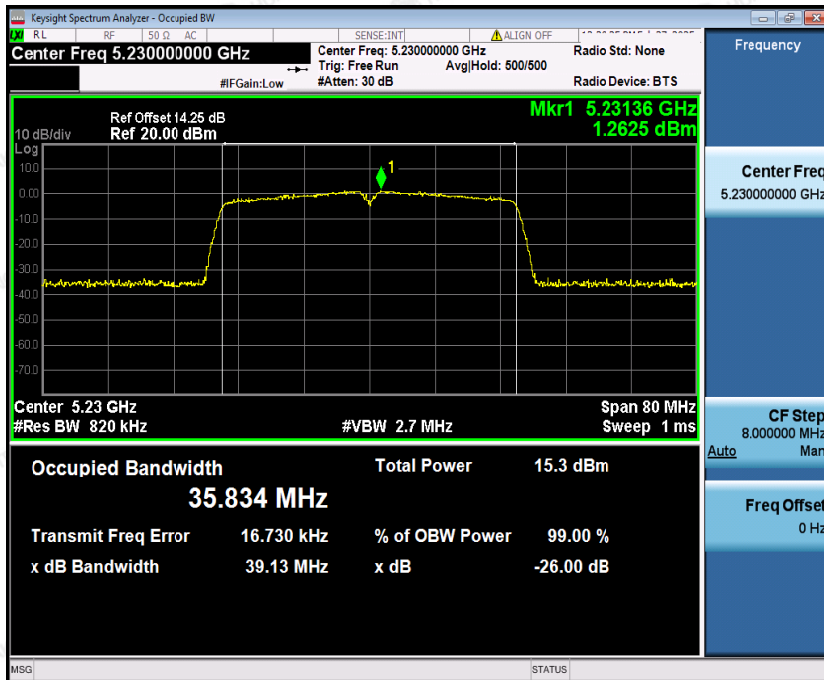 Keysight Spectrum Analyzer - Occupied BW
LXI RL RF 50 Ω AC SENSE:INT ALIGN OFF
Center Freq 5.230000000 GHz
Center Freq: 5.230000000 GHz
Radio Std: None
Trig: Free Run Avg|Hold: 500/500
#IFGain:Low #Atten: 30 dB Radio Device: BTS
Frequency
Mkr1 5.23136 GHz
1.2625 dBm
Ref Offset 14.25 dB
10 dB/div Ref 20.00 dBm
Log
10.0
0.00
-10.0
-20.0
-30.0
-40.0
-50.0
-60.0
-70.0
1
Center Freq
5.230000000 GHz
Center 5.23 GHz Span 80 MHz
#Res BW 820 kHz #VBW 2.7 MHz Sweep 1 ms
CF Step
8.000000 MHz
Auto Man
Freq Offset
0 Hz
Occupied Bandwidth Total Power 15.3 dBm
35.834 MHz
Transmit Freq Error 16.730 kHz % of OBW Power 99.00 %
x dB Bandwidth 39.13 MHz x dB -26.00 dB
MSG STATUS